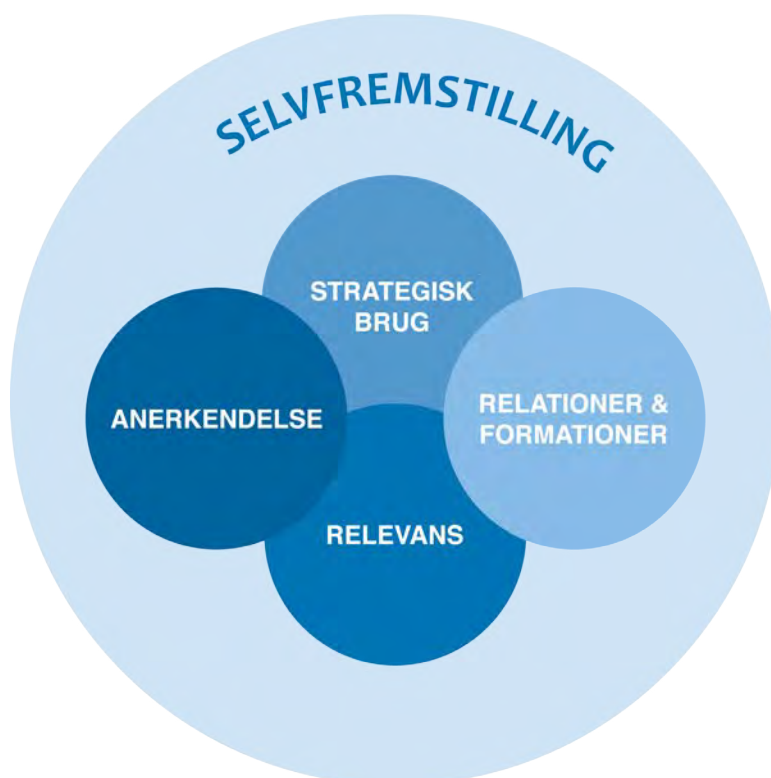 SELVFREMSTILLING
STRATEGISK
BRUG
ANERKENDELSE
RELATIONER &
FORMATIONER
RELEVANS